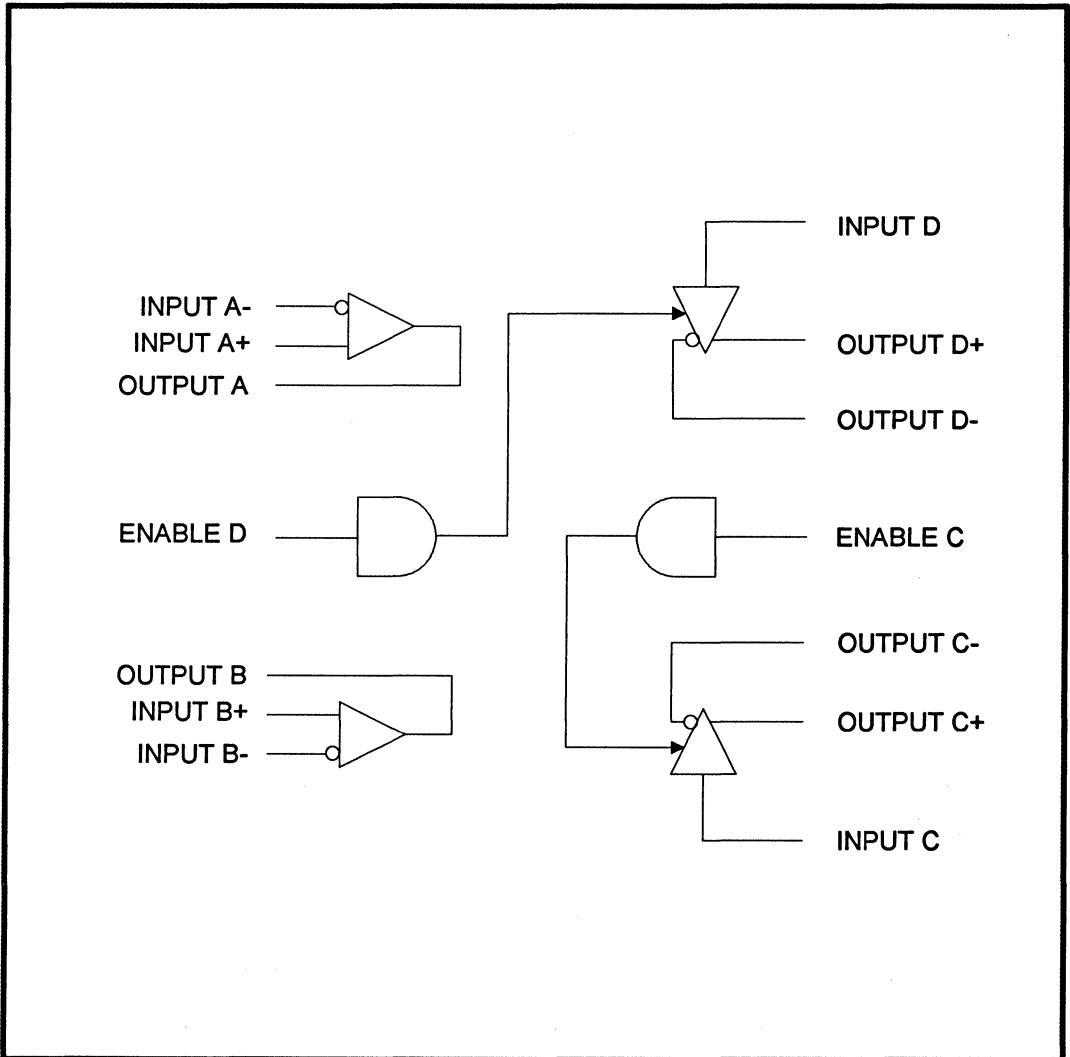 INPUT A-
INPUT A+
OUTPUT A
ENABLE D
OUTPUT B
INPUT B+
INPUT B-
INPUT D
OUTPUT D+
OUTPUT D-
ENABLE C
OUTPUT C-
OUTPUT C+
INPUT C